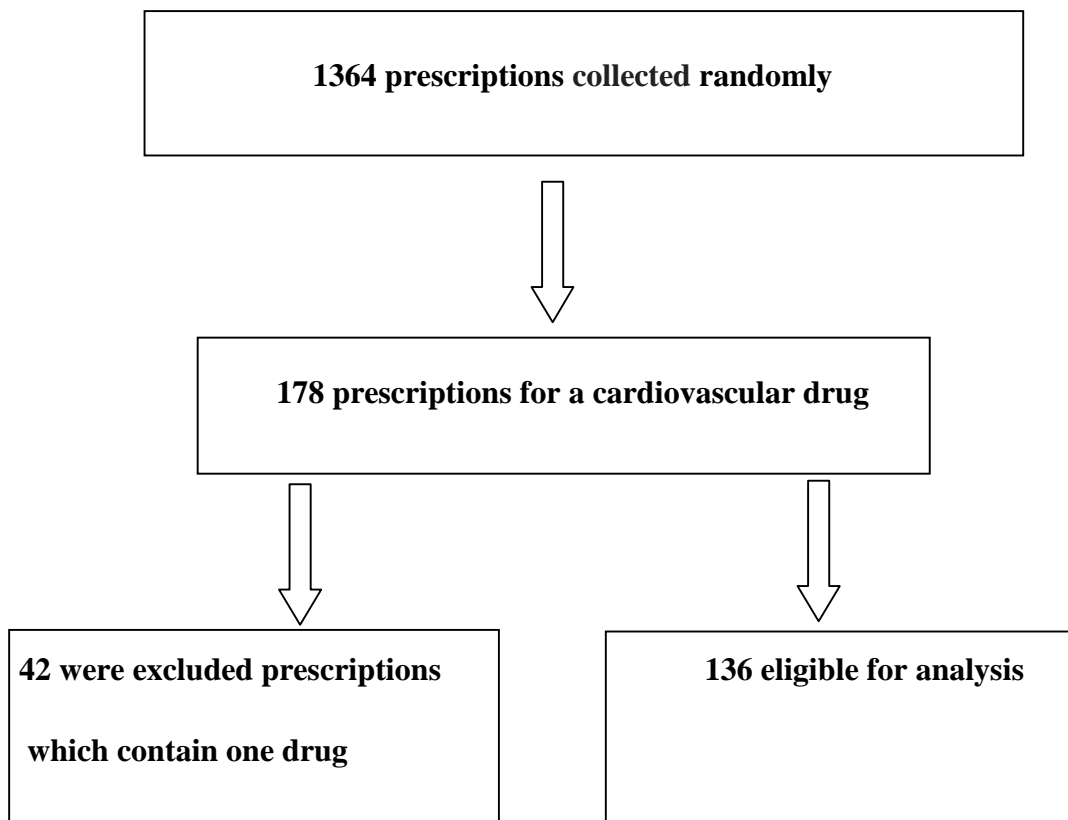 1364 prescriptions collected randomly
178 prescriptions for a cardiovascular drug
42 were excluded prescriptions
which contain one drug
136 eligible for analysis